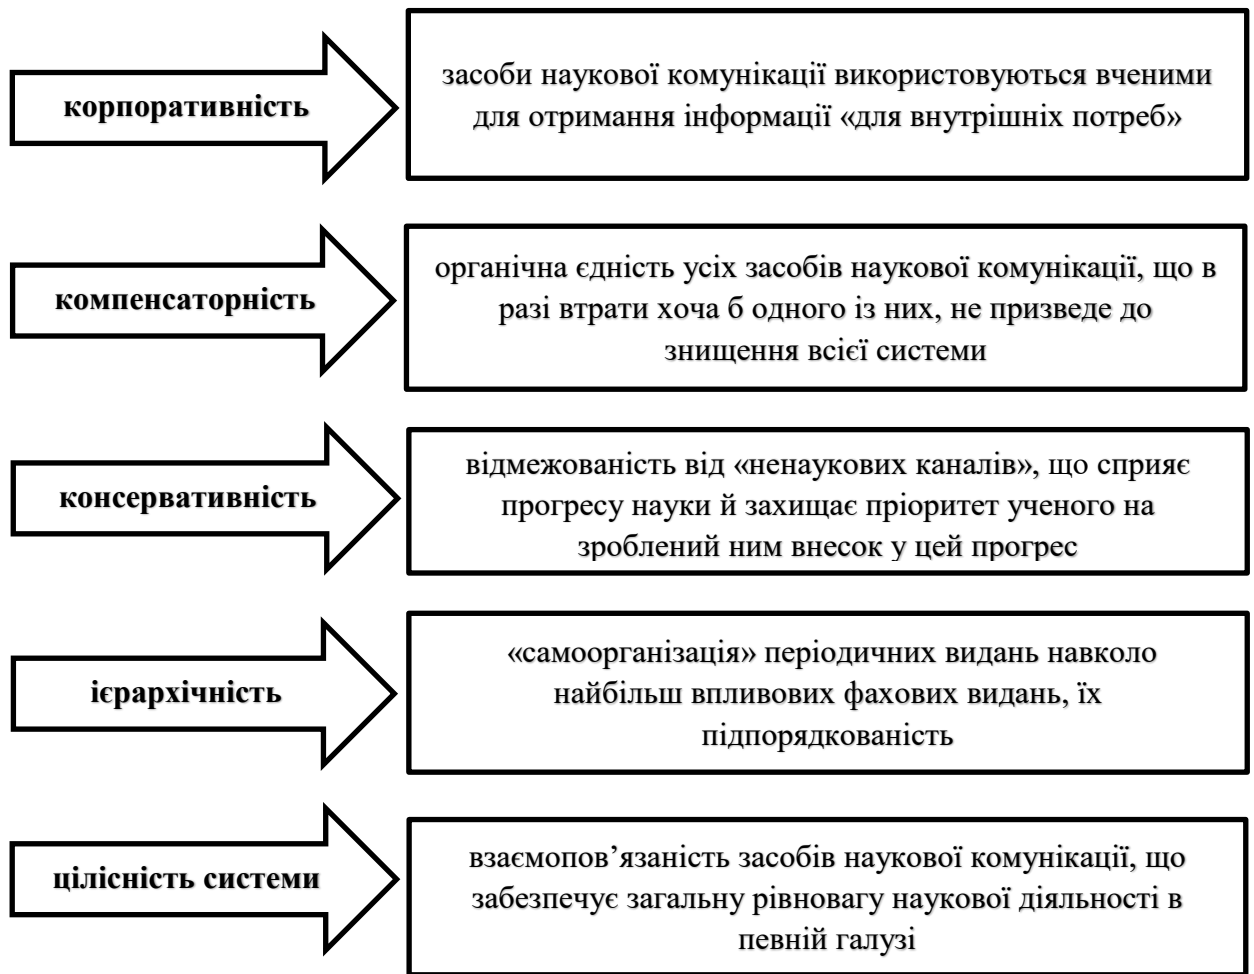 корпоративність
засоби наукової комунікації використовуються вченими
для отримання інформації «для внутрішніх потреб»
компенсаторність
органічна єдність усіх засобів наукової комунікації, що в
разі втрати хоча б одного із них, не призведе до
знищення всієї системи
консервативність
відмежованість від «ненаукових каналів», що сприяє
прогресу науки й захищає пріоритет ученого на
зроблений ним внесок у цей прогрес
ієрархічність
«самоорганізація» періодичних видань навколо
найбільш впливових фахових видань, їх
підпорядкованість
цілісність системи
взаємопов’язаність засобів наукової комунікації, що
забезпечує загальну рівновагу наукової діяльності в
певній галузі